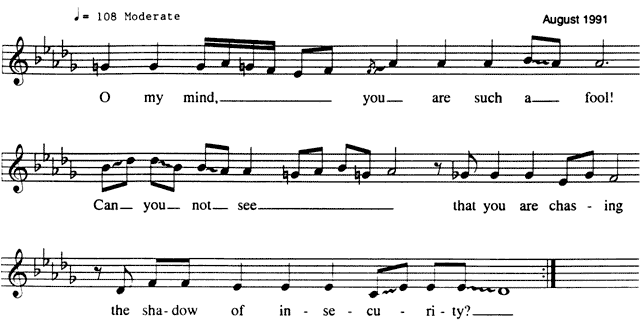 ♩= 108 Moderate
August 1991
O my mind, you are such a fool!
Can you not see that you are chas - ing
the sha - dow of in - se - cu - ri - ty?